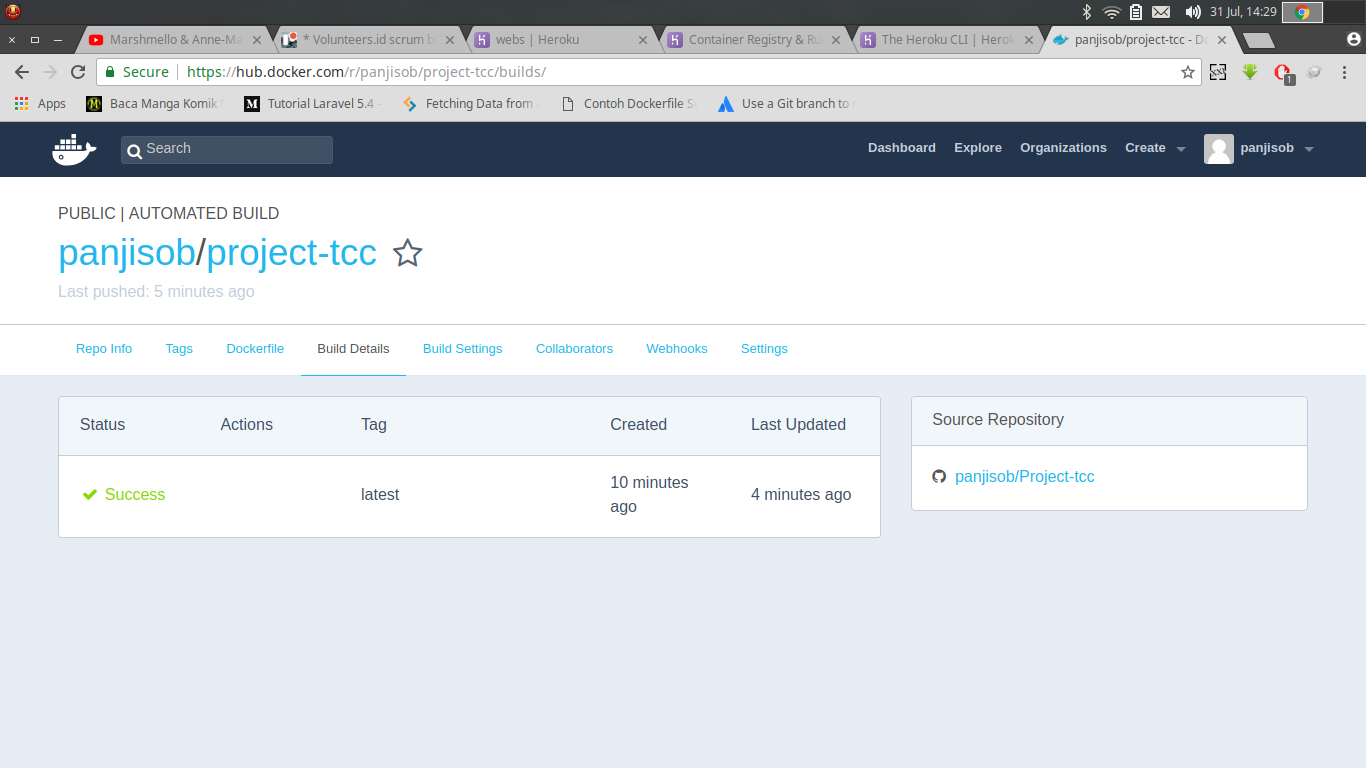 31 Jul, 14:29
Marshmello & Anne-Ma
* Volunteers.id scrum b
webs | Heroku
Container Registry & Ru
The Heroku CLI | Herok
panjisob/project-tcc - Do
Secure
https://hub.docker.com/r/panjisob/project-tcc/builds/
1
Apps
Baca Manga Komik
Tutorial Laravel 5.4 -
Fetching Data from
Contoh Dockerfile S
Use a Git branch to
Search
Dashboard
Explore
Organizations
Create
panjisob
PUBLIC | AUTOMATED BUILD
panjisob/project-tcc
Last pushed: 5 minutes ago
Repo Info
Tags
Dockerfile
Build Details
Build Settings
Collaborators
Webhooks
Settings
Status
Actions
Tag
Created
Last Updated
Success
latest
10 minutes
ago
4 minutes ago
Source Repository
panjisob/Project-tcc